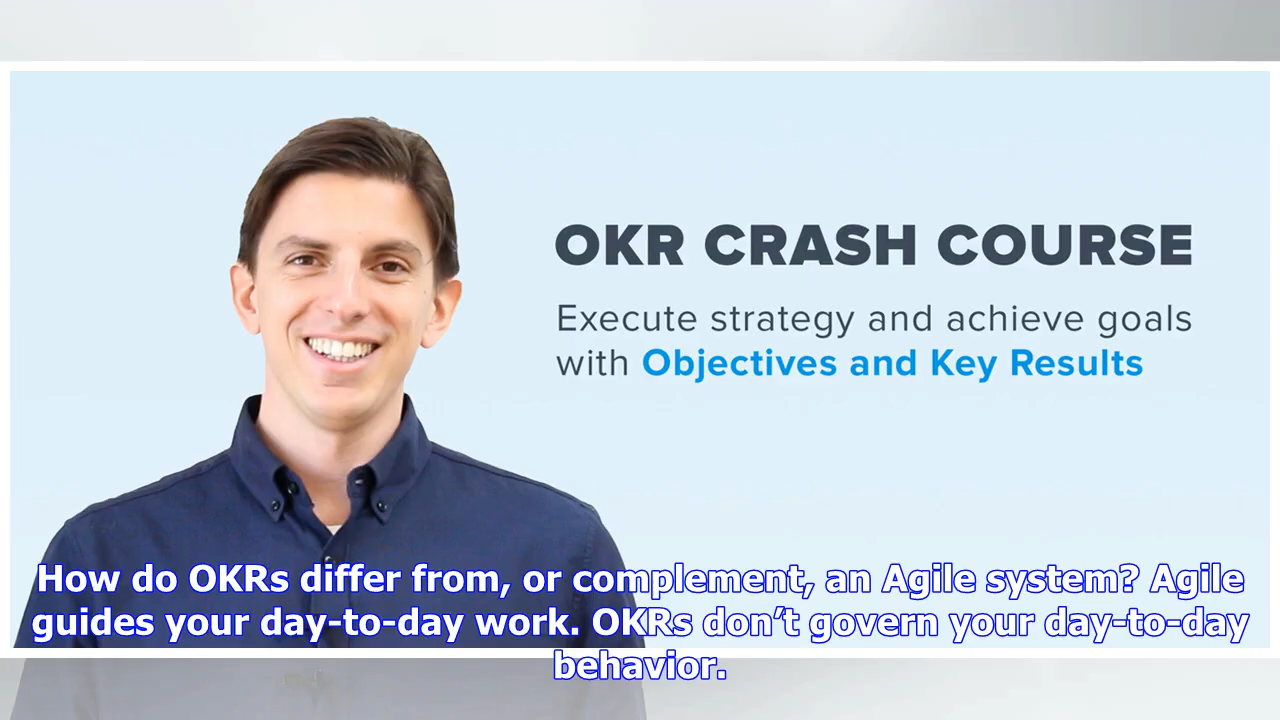 OKR CRASH COURSE
Execute strategy and achieve goals
with Objectives and Key Results
How do OKRs differ from, or complement, an Agile system? Agile
guides your day-to-day work. OKRs don’t govern your day-to-day
behavior.